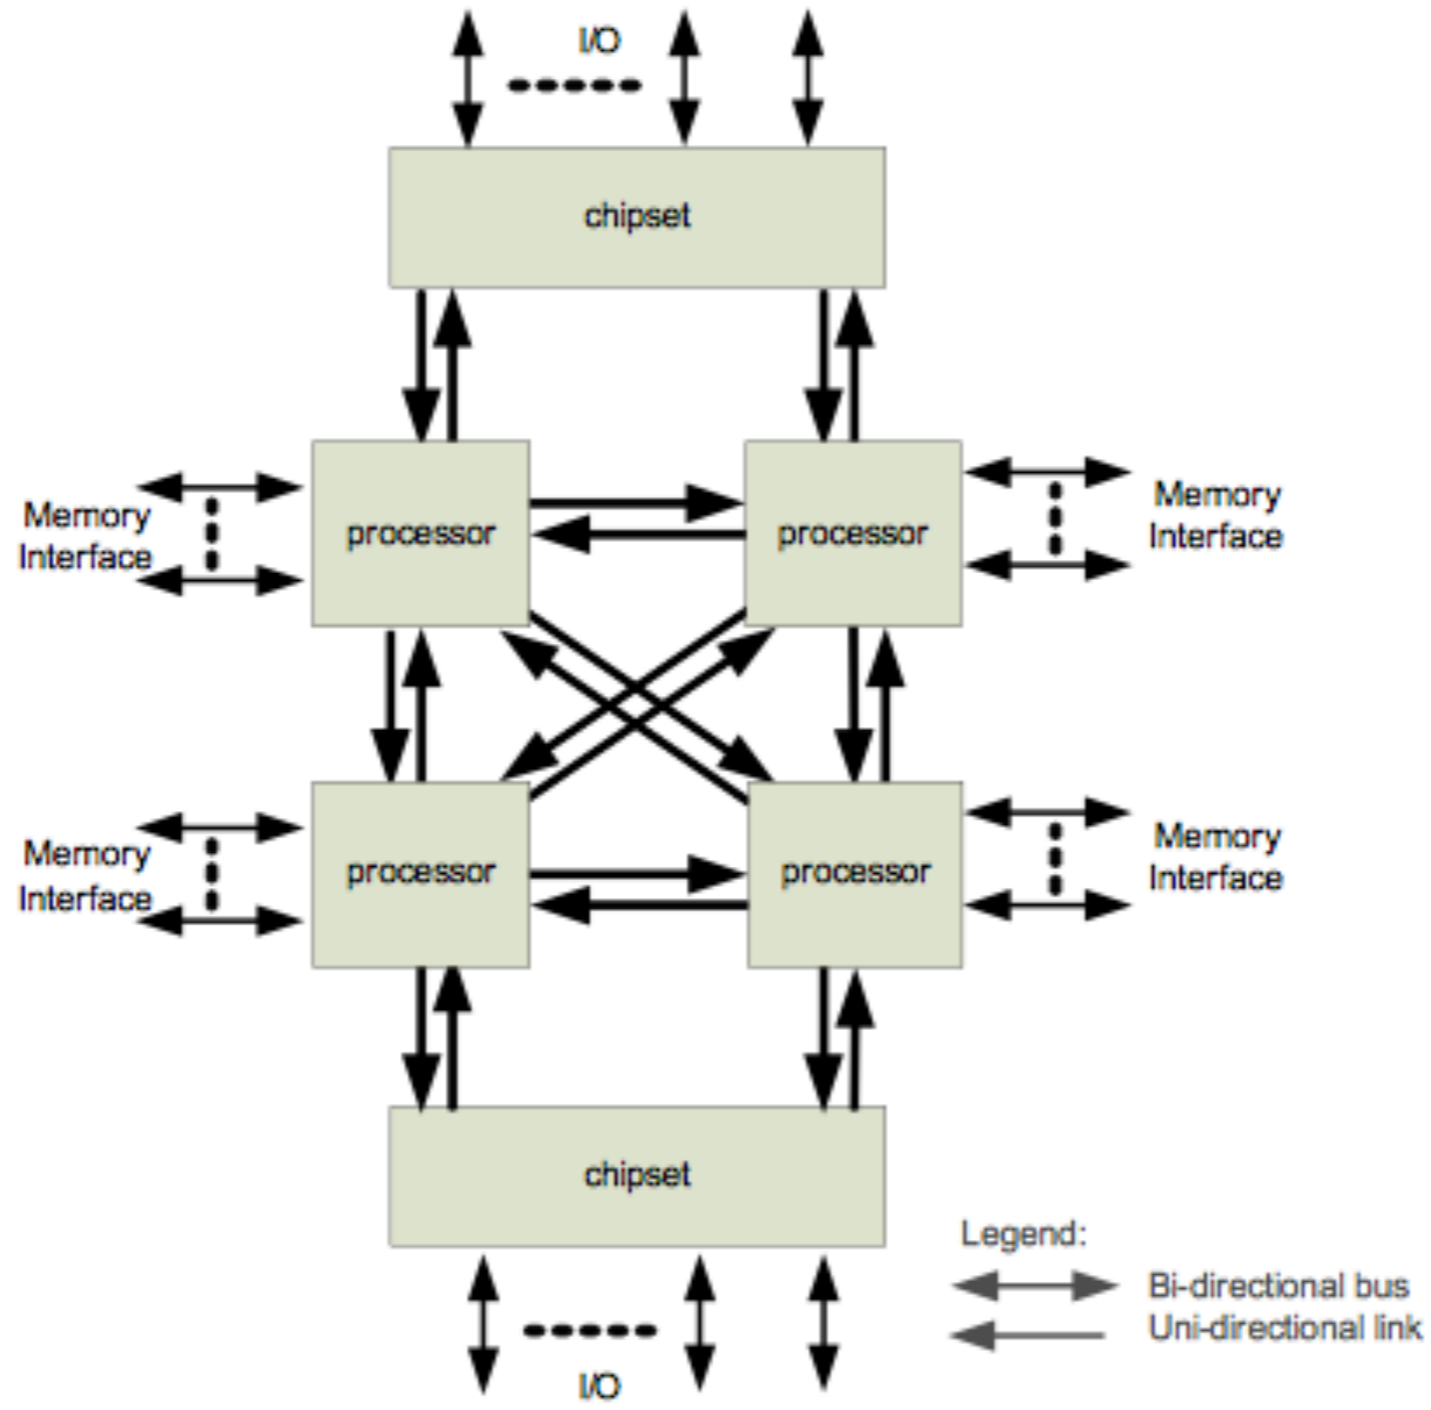 I/O
chipset
processor
processor
Memory
Interface
Memory
Interface
processor
processor
Memory
Interface
Memory
Interface
chipset
I/O
Legend:
Bi-directional bus
Uni-directional link